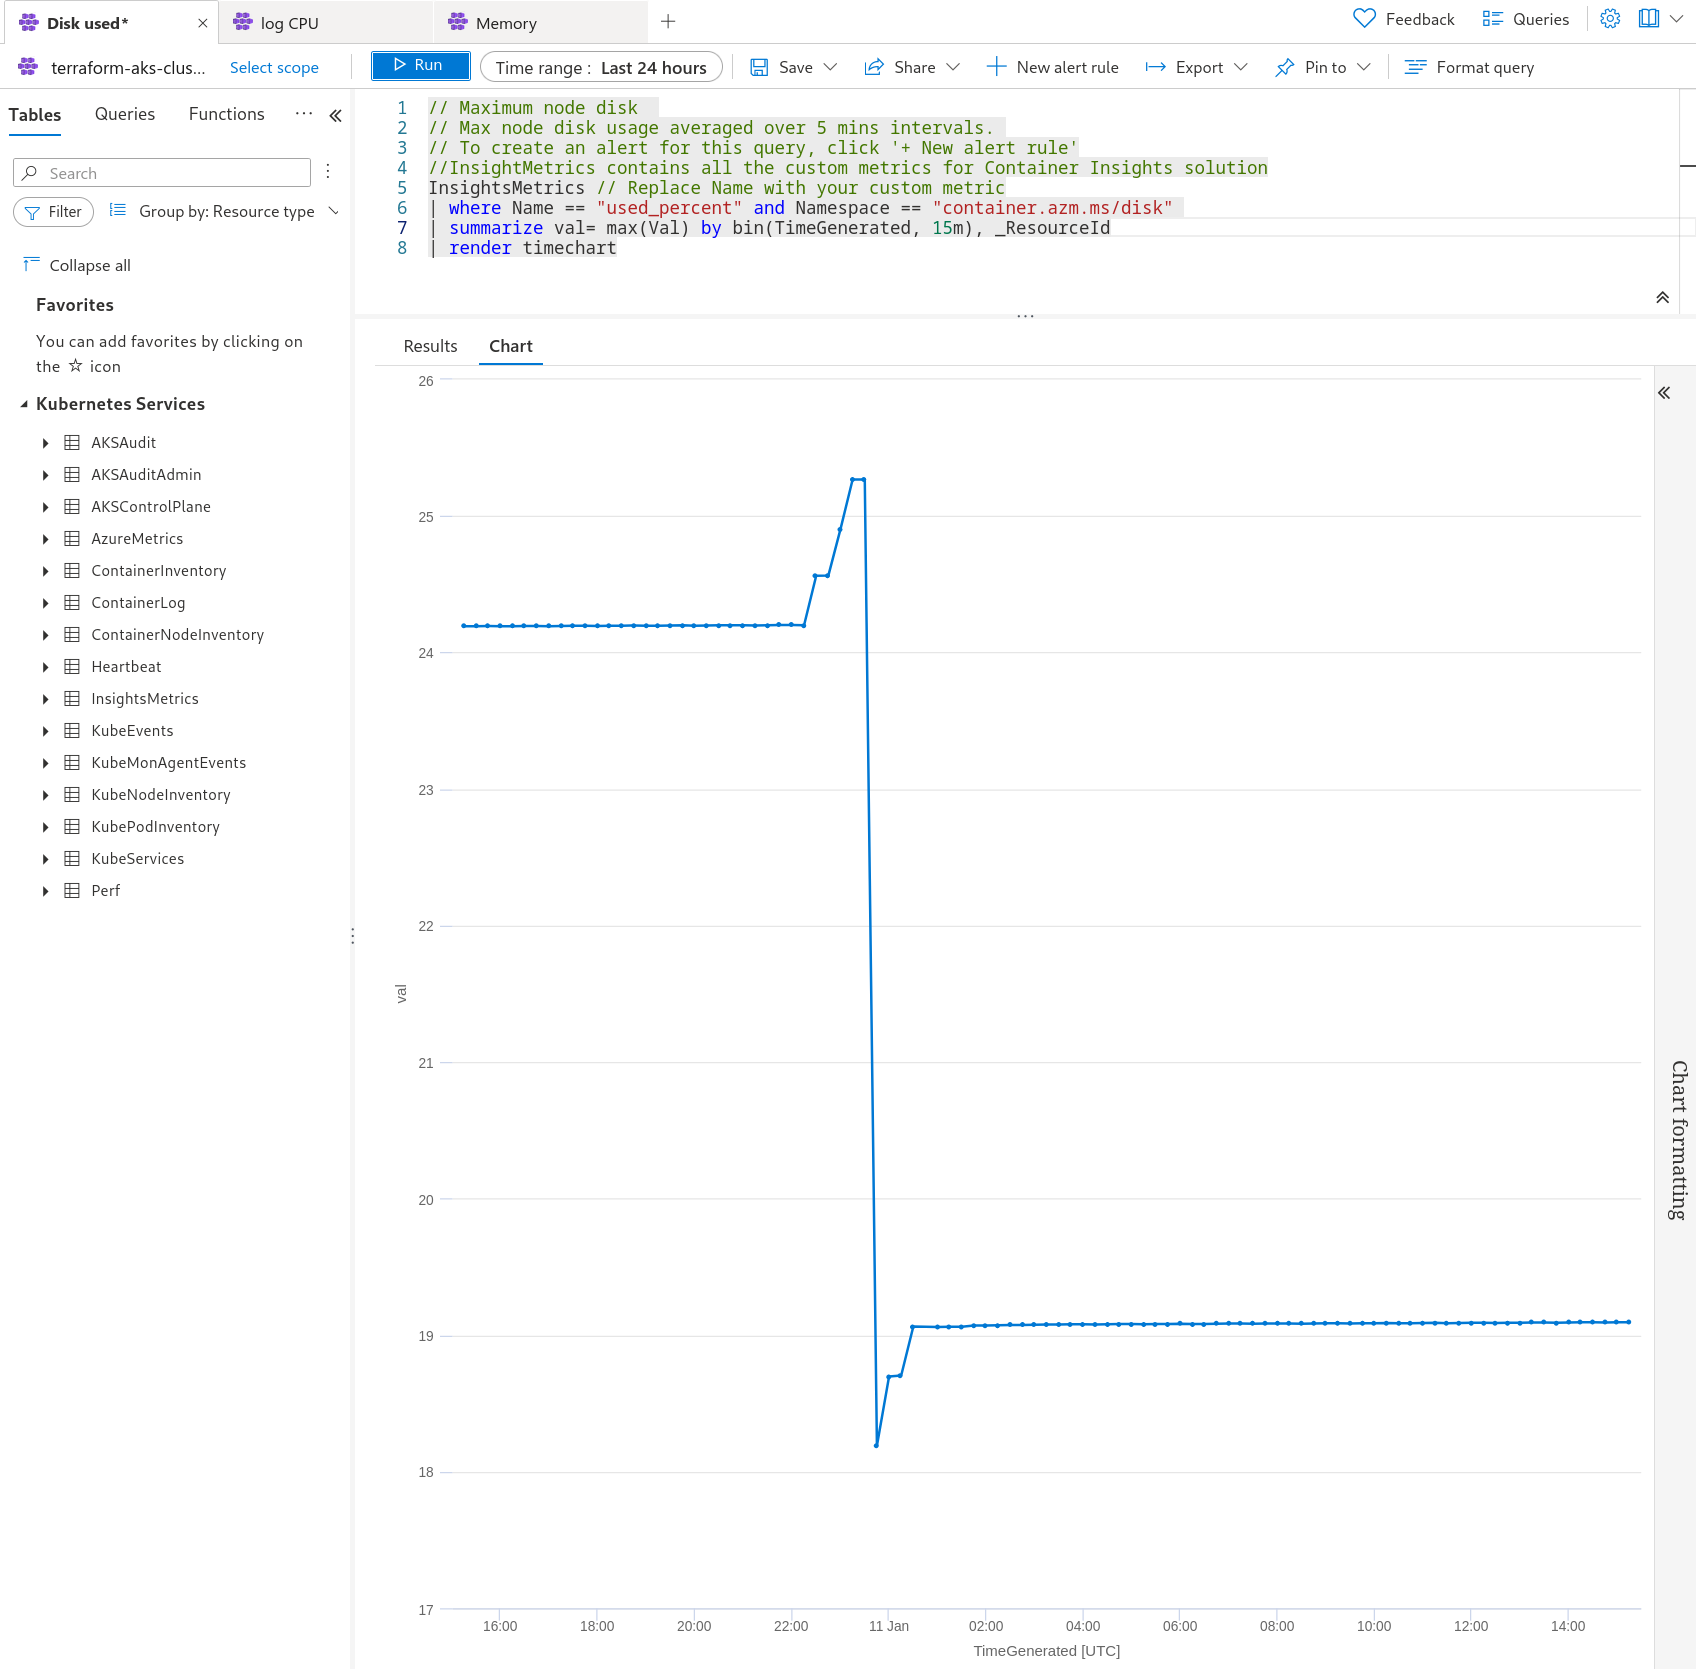 Disk used*
log CPU
Memory
Feedback
Queries
terraform-aks-clus...
Select scope
Run
Time range : Last 24 hours
Save
Share
New alert rule
Export
Pin to
Format query
Tables
Queries
Functions
Search
Filter
Group by: Resource type
Collapse all
Favorites
You can add favorites by clicking on
the ☆ icon
Kubernetes Services
AKSAudit
AKSAuditAdmin
AKSControlPlane
AzureMetrics
ContainerInventory
ContainerLog
ContainerNodeInventory
Heartbeat
InsightsMetrics
KubeEvents
KubeMonAgentEvents
KubeNodeInventory
KubePodInventory
KubeServices
Perf
1 // Maximum node disk
2 // Max node disk usage averaged over 5 mins intervals.
3 // To create an alert for this query, click '+ New alert rule'
4 //InsightMetrics contains all the custom metrics for Container Insights solution
5 InsightsMetrics // Replace Name with your custom metric
6 | where Name == "used_percent" and Namespace == "container.azm.ms/disk"
7 | summarize val= max(Val) by bin(TimeGenerated, 15m), _ResourceId
8 | render timechart
Results
Chart
26
25
24
23
22
21
20
19
18
17
val
16:00
18:00
20:00
22:00
11 Jan
02:00
04:00
06:00
08:00
10:00
12:00
14:00
TimeGenerated [UTC]
Chart formatting